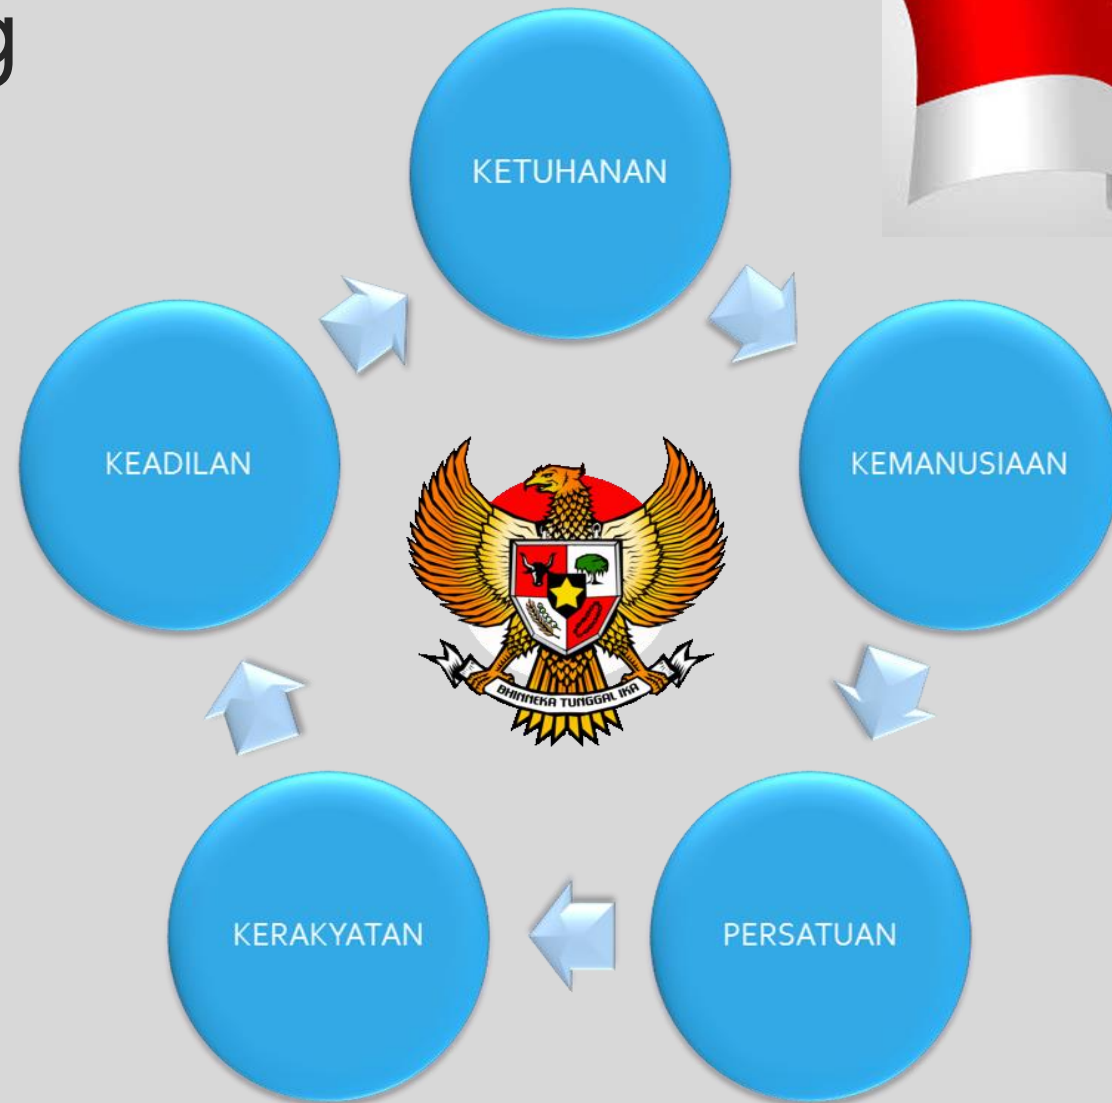 g
KETUHANAN
KEADILAN
KEMANUSIAAN
BHINNEKA TUNGGAL IKA
KERAKYATAN
PERSATUAN